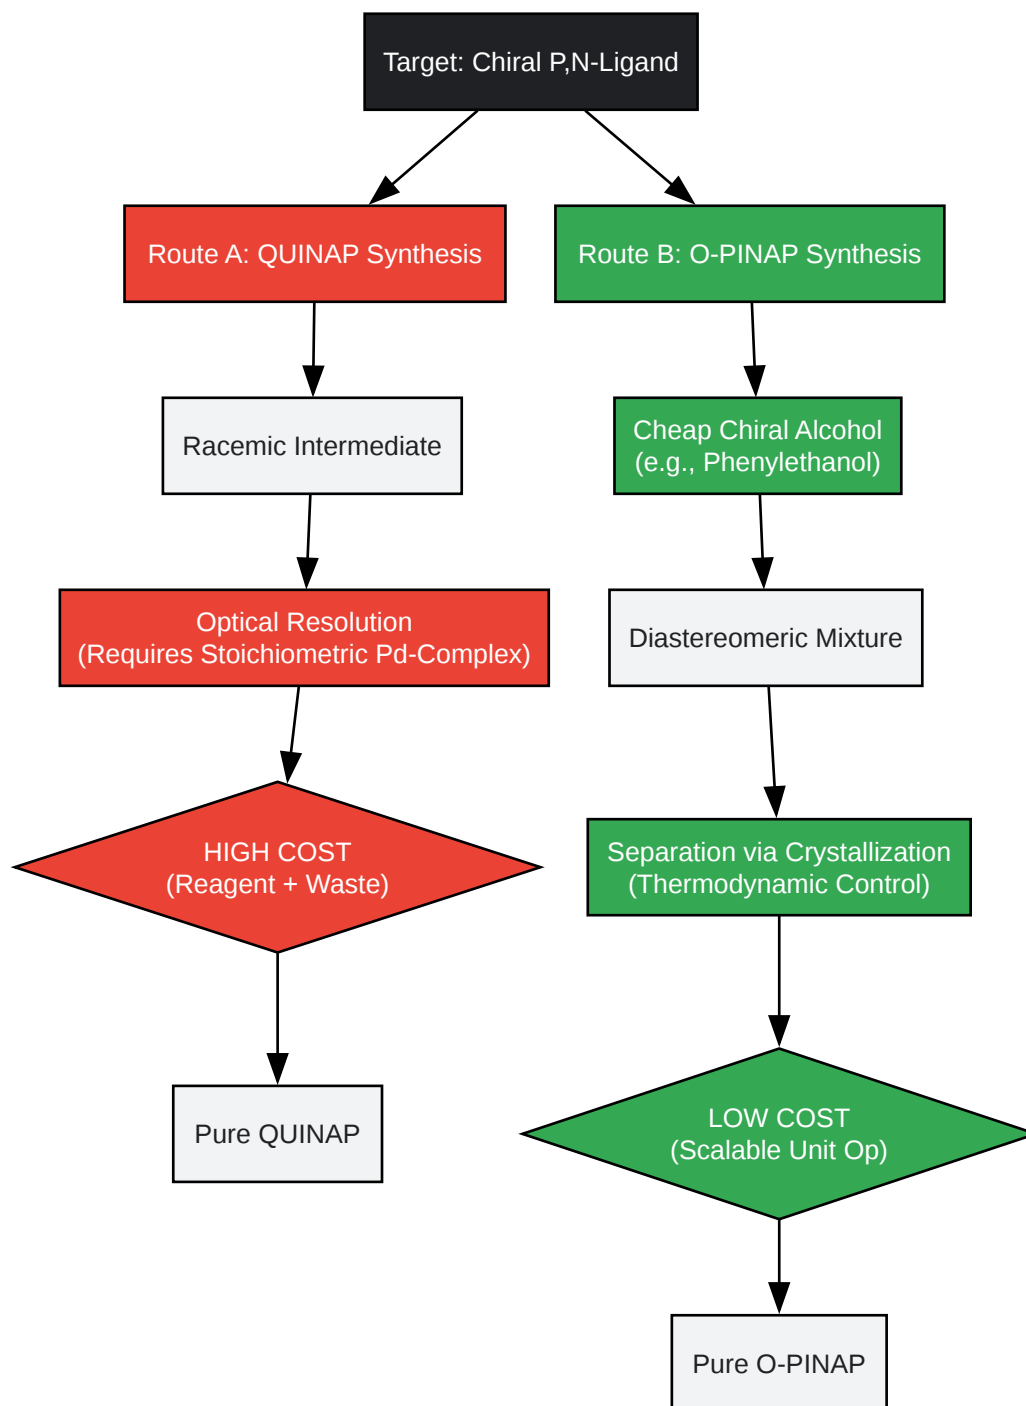 Target: Chiral P,N-Ligand
Route A: QUINAP Synthesis
Route B: O-PINAP Synthesis
Racemic Intermediate
Cheap Chiral Alcohol
(e.g., Phenylethanol)
Optical Resolution
(Requires Stoichiometric Pd-Complex)
Diastereomeric Mixture
HIGH COST
(Reagent + Waste)
Separation via Crystallization
(Thermodynamic Control)
Pure QUINAP
LOW COST
(Scalable Unit Op)
Pure O-PINAP